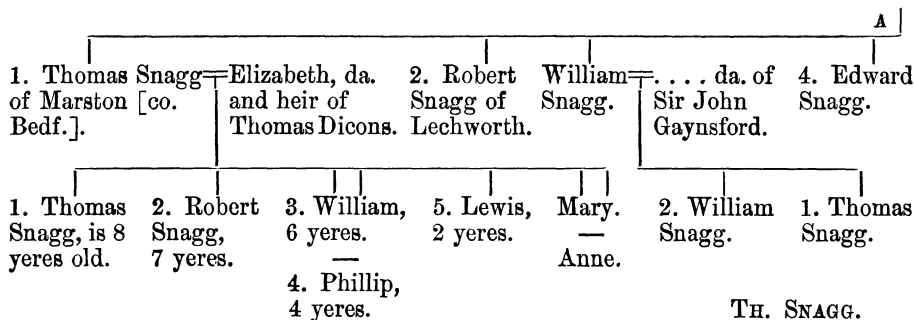 A
1. Thomas Snagg=Elizabeth, da. 2. Robert William=. . . . da. of 4. Edward
of Marston [co. and heir of Snagg of Snagg. Sir John Snagg.
Bedf.]. Thomas Dicons. Lechworth. Gaynsford.
1. Thomas 2. Robert 3. William, 5. Lewis, Mary. 2. William 1. Thomas
Snagg, is 8 Snagg, 6 yeres. 2 yeres. — Snagg. Snagg.
yeres old. 7 yeres. — Anne.
4. Phillip,
4 yeres. TH. SNAGG.